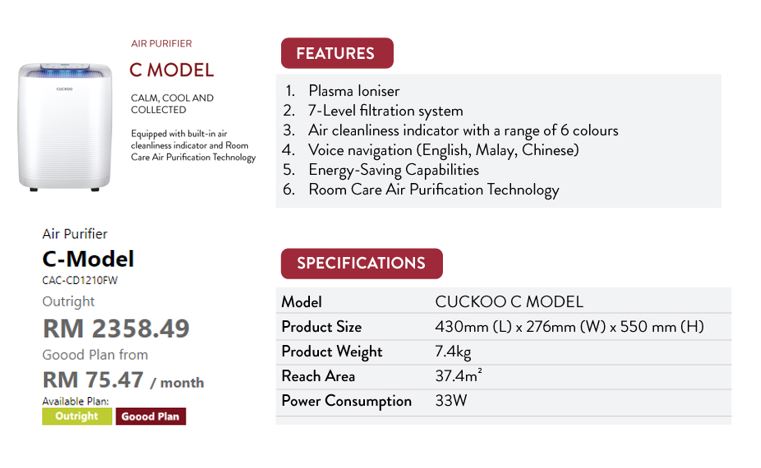 AIR PURIFIER
C MODEL
CALM, COOL AND
COLLECTED
Equipped with built-in air
cleanliness indicator and Room
Care Air Purification Technology
CUCKOO
FEATURES
1. Plasma Ioniser
2. 7-Level filtration system
3. Air cleanliness indicator with a range of 6 colours
4. Voice navigation (English, Malay, Chinese)
5. Energy-Saving Capabilities
6. Room Care Air Purification Technology
Air Purifier
C-Model
CAC-CD1210FW
Outright
RM 2358.49
Goood Plan from
RM 75.47 / month
Available Plan:
Outright Goood Plan
SPECIFICATIONS
Model CUCKOO C MODEL
Product Size 430mm (L) x 276mm (W) x 550 mm (H)
Product Weight 7.4kg
Reach Area 37.4m²
Power Consumption 33W